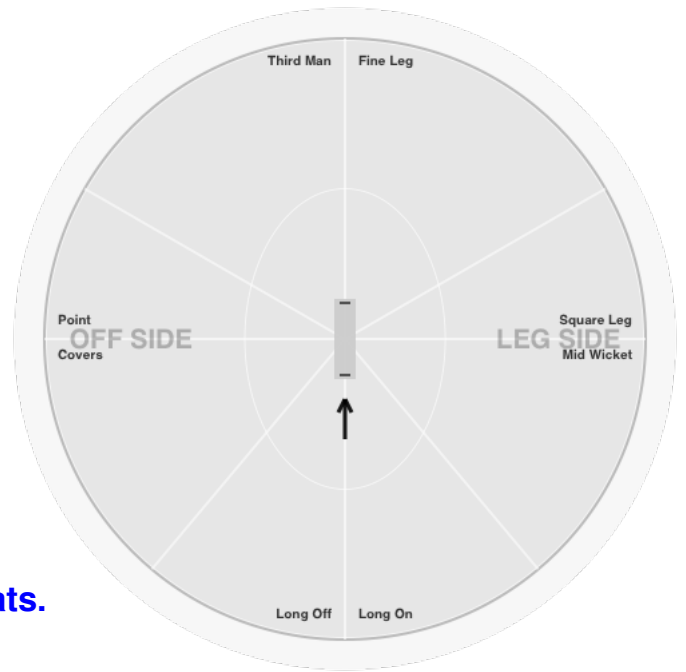 Third Man Fine Leg
Point Square Leg
OFF SIDE LEG SIDE
Covers Mid Wicket
Long Off Long On